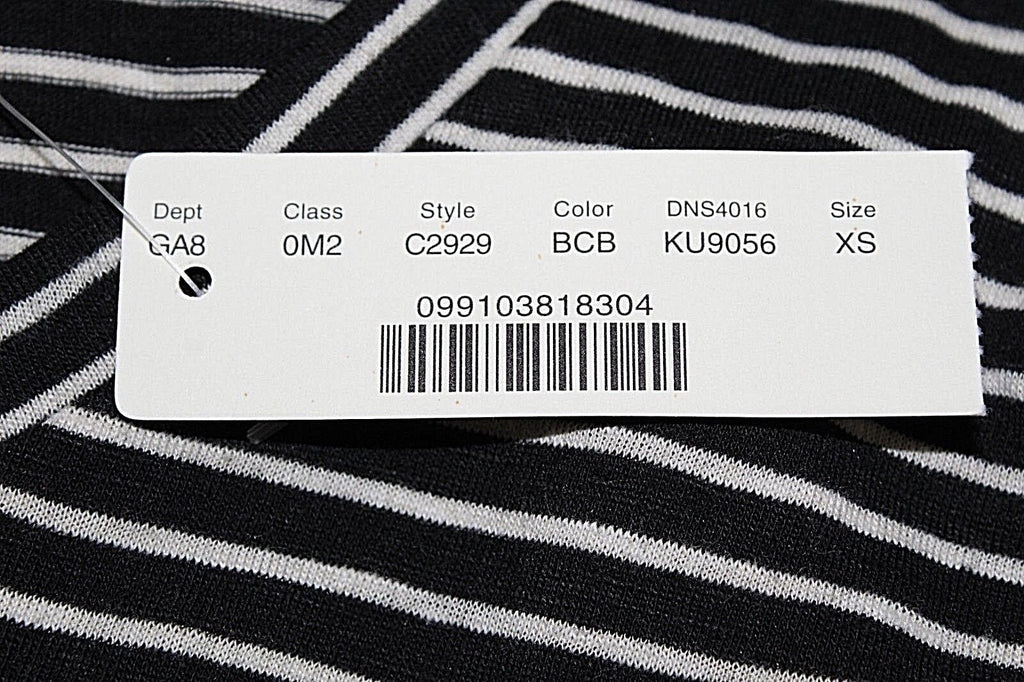 Dept Class Style Color DNS4016 Size
GA8 0M2 C2929 BCB KU9056 XS
099103818304